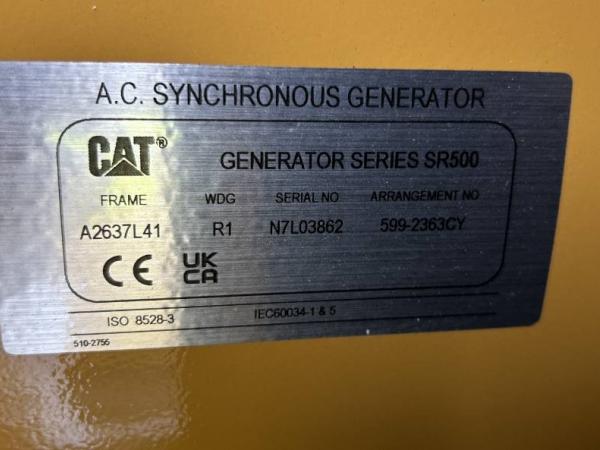 A.C. SYNCHRONOUS GENERATOR
CAT® GENERATOR SERIES SR500
FRAME WDG SERIAL NO ARRANGEMENT NO
A2637L41 R1 N7L03862 599-2363CY
CE UK CA
ISO 8528-3 IEC60034-1 & 5
510-2756